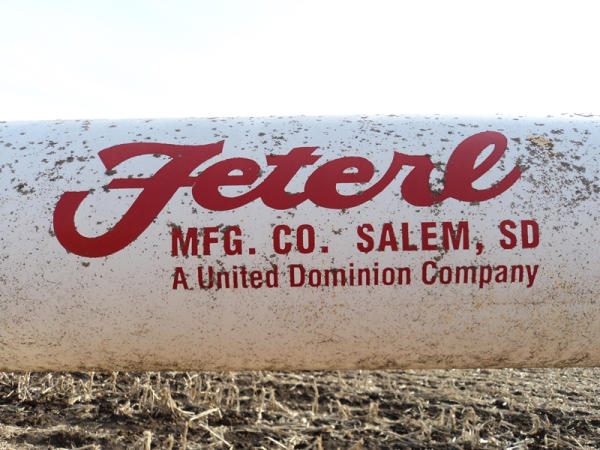 Feterl
MFG. CO. SALEM, SD
A United Dominion Company